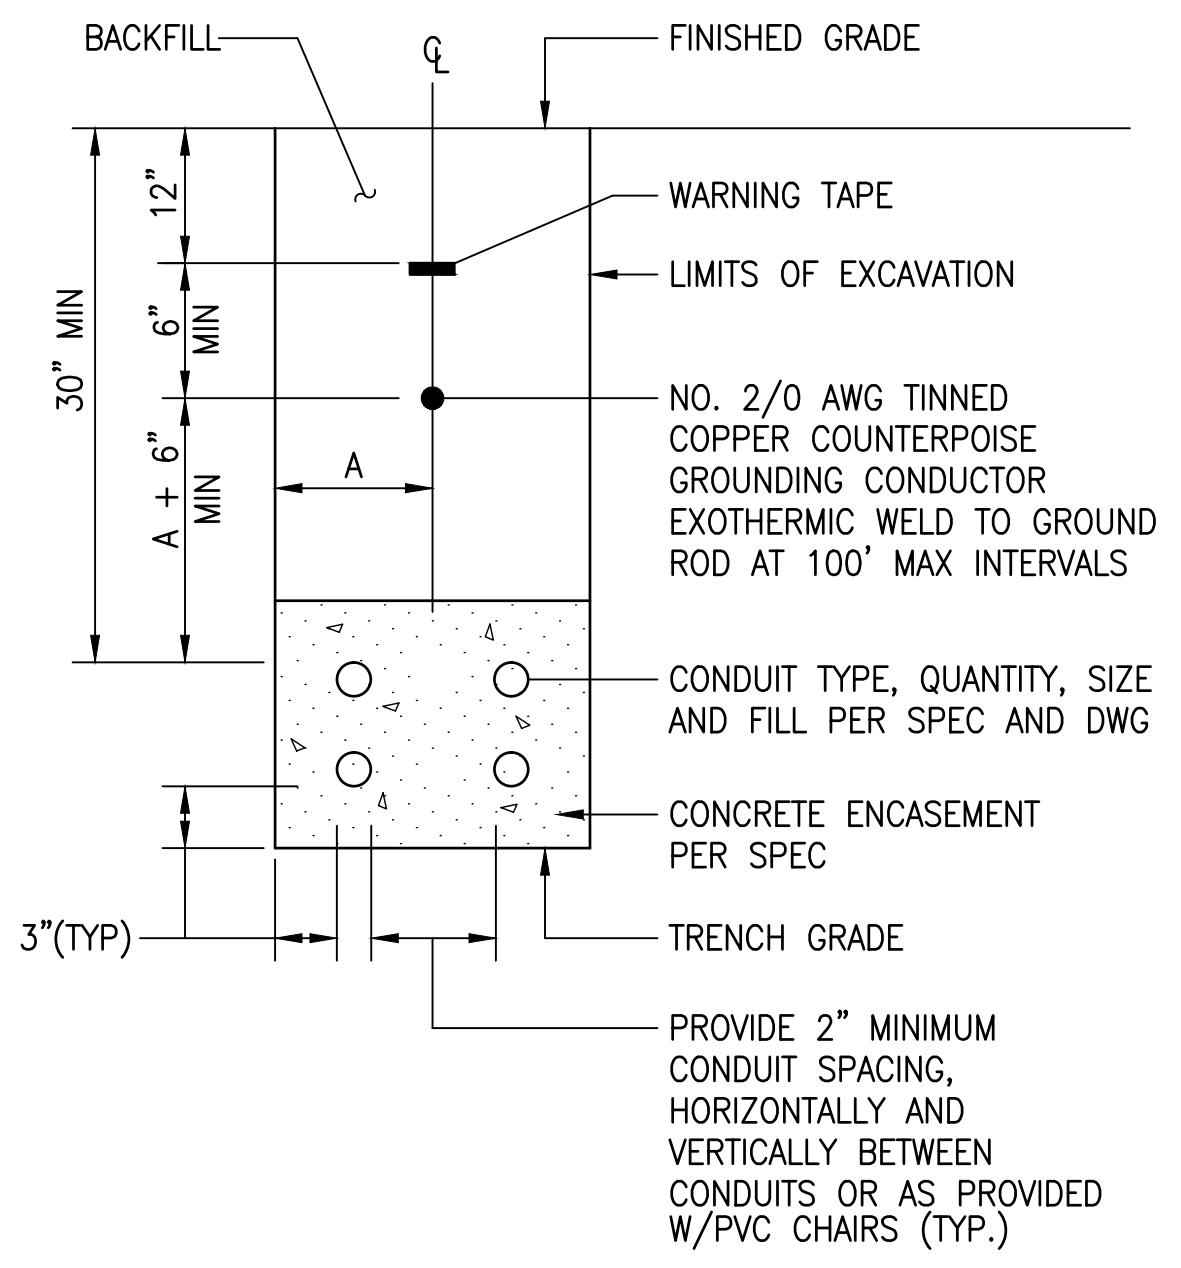 BACKFILL
℄
FINISHED GRADE
12"
WARNING TAPE
LIMITS OF EXCAVATION
30" MIN
6"
MIN
NO. 2/0 AWG TINNED
COPPER COUNTERPOISE
GROUNDING CONDUCTOR
EXOTHERMIC WELD TO GROUND
ROD AT 100' MAX INTERVALS
A + 6"
MIN
A
CONDUIT TYPE, QUANTITY, SIZE
AND FILL PER SPEC AND DWG
CONCRETE ENCASEMENT
PER SPEC
3"(TYP)
TRENCH GRADE
PROVIDE 2" MINIMUM
CONDUIT SPACING,
HORIZONTALLY AND
VERTICALLY BETWEEN
CONDUITS OR AS PROVIDED
W/PVC CHAIRS (TYP.)